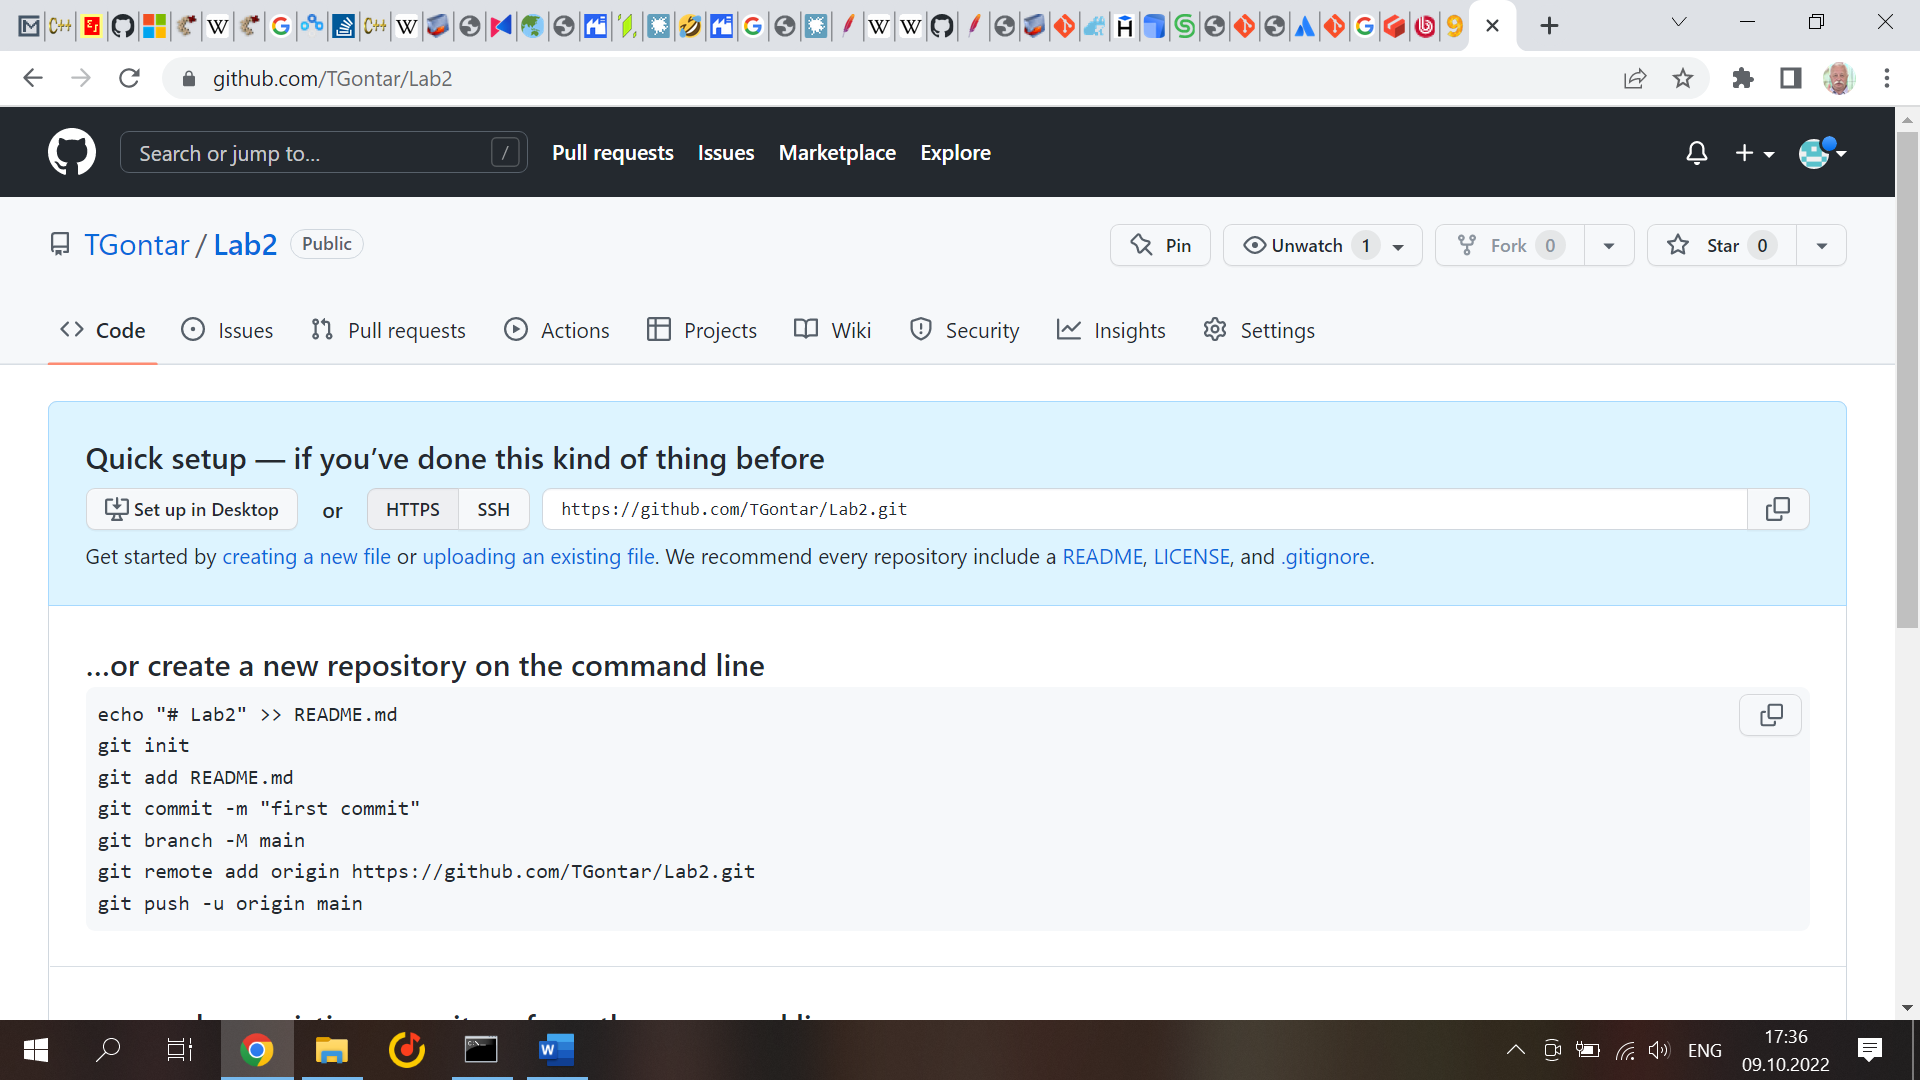 github.com/TGontar/Lab2
Search or jump to... /
Pull requests Issues Marketplace Explore
TGontar / Lab2 Public
Pin Unwatch 1 Fork 0 Star 0
Code Issues Pull requests Actions Projects Wiki Security Insights Settings
Quick setup — if you’ve done this kind of thing before
Set up in Desktop or HTTPS SSH https://github.com/TGontar/Lab2.git
Get started by creating a new file or uploading an existing file. We recommend every repository include a README, LICENSE, and .gitignore.
…or create a new repository on the command line
echo "# Lab2" >> README.md
git init
git add README.md
git commit -m "first commit"
git branch -M main
git remote add origin https://github.com/TGontar/Lab2.git
git push -u origin main
ENG
17:36
09.10.2022